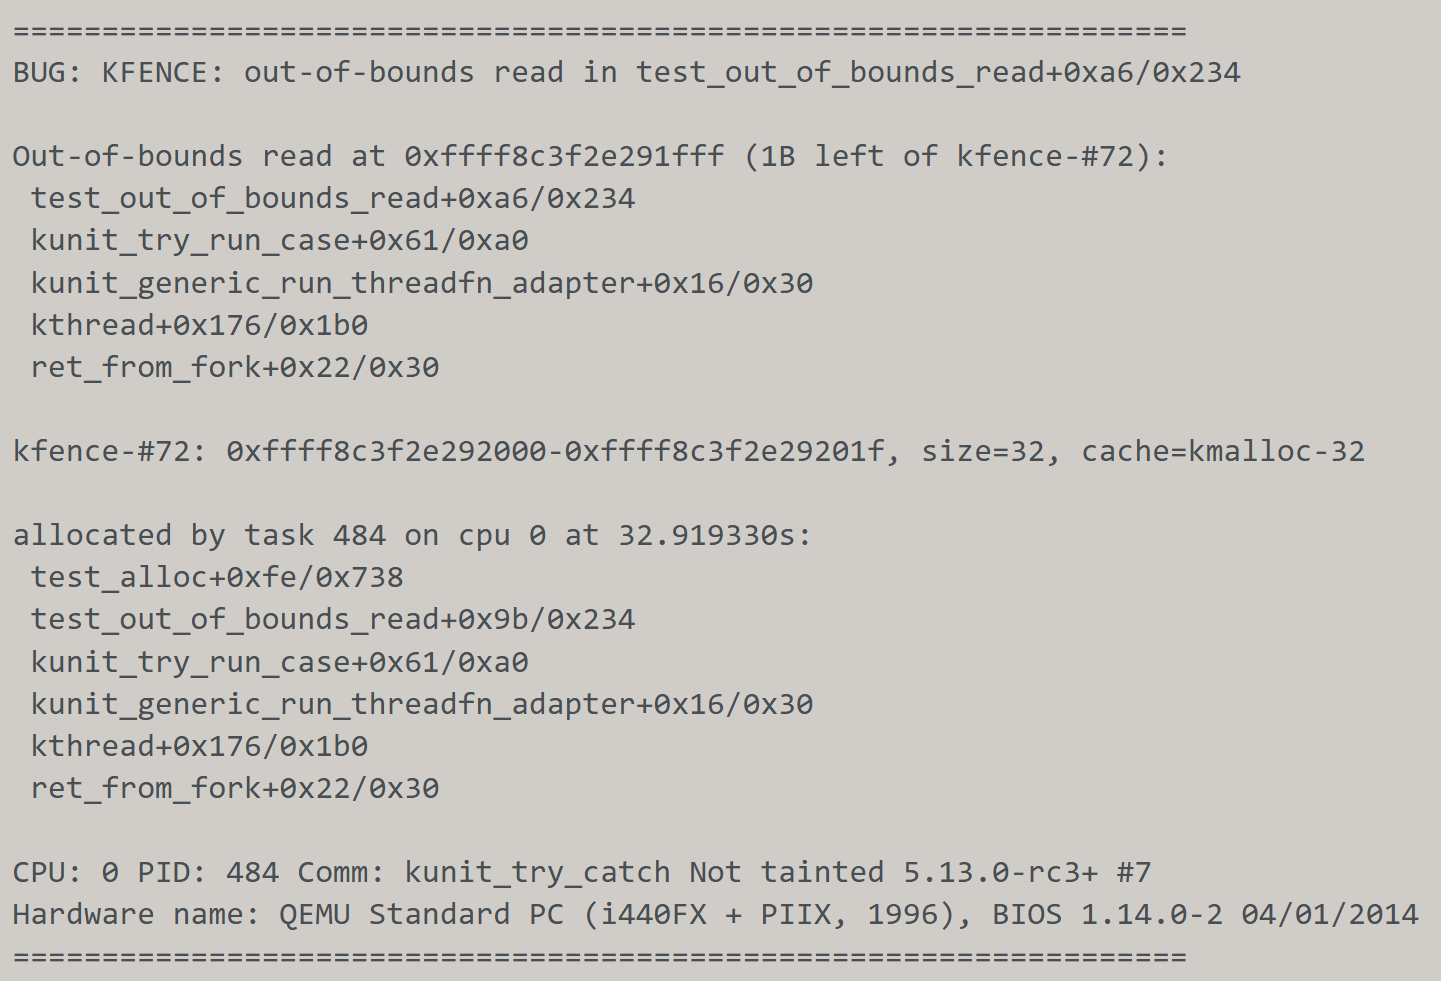 ==================================================================
BUG: KFENCE: out-of-bounds read in test_out_of_bounds_read+0xa6/0x234

Out-of-bounds read at 0xffff8c3f2e291fff (1B left of kfence-#72):
 test_out_of_bounds_read+0xa6/0x234
 kunit_try_run_case+0x61/0xa0
 kunit_generic_run_threadfn_adapter+0x16/0x30
 kthread+0x176/0x1b0
 ret_from_fork+0x22/0x30

kfence-#72: 0xffff8c3f2e292000-0xffff8c3f2e29201f, size=32, cache=kmalloc-32

allocated by task 484 on cpu 0 at 32.919330s:
 test_alloc+0xfe/0x738
 test_out_of_bounds_read+0x9b/0x234
 kunit_try_run_case+0x61/0xa0
 kunit_generic_run_threadfn_adapter+0x16/0x30
 kthread+0x176/0x1b0
 ret_from_fork+0x22/0x30

CPU: 0 PID: 484 Comm: kunit_try_catch Not tainted 5.13.0-rc3+ #7
Hardware name: QEMU Standard PC (i440FX + PIIX, 1996), BIOS 1.14.0-2 04/01/2014
==================================================================